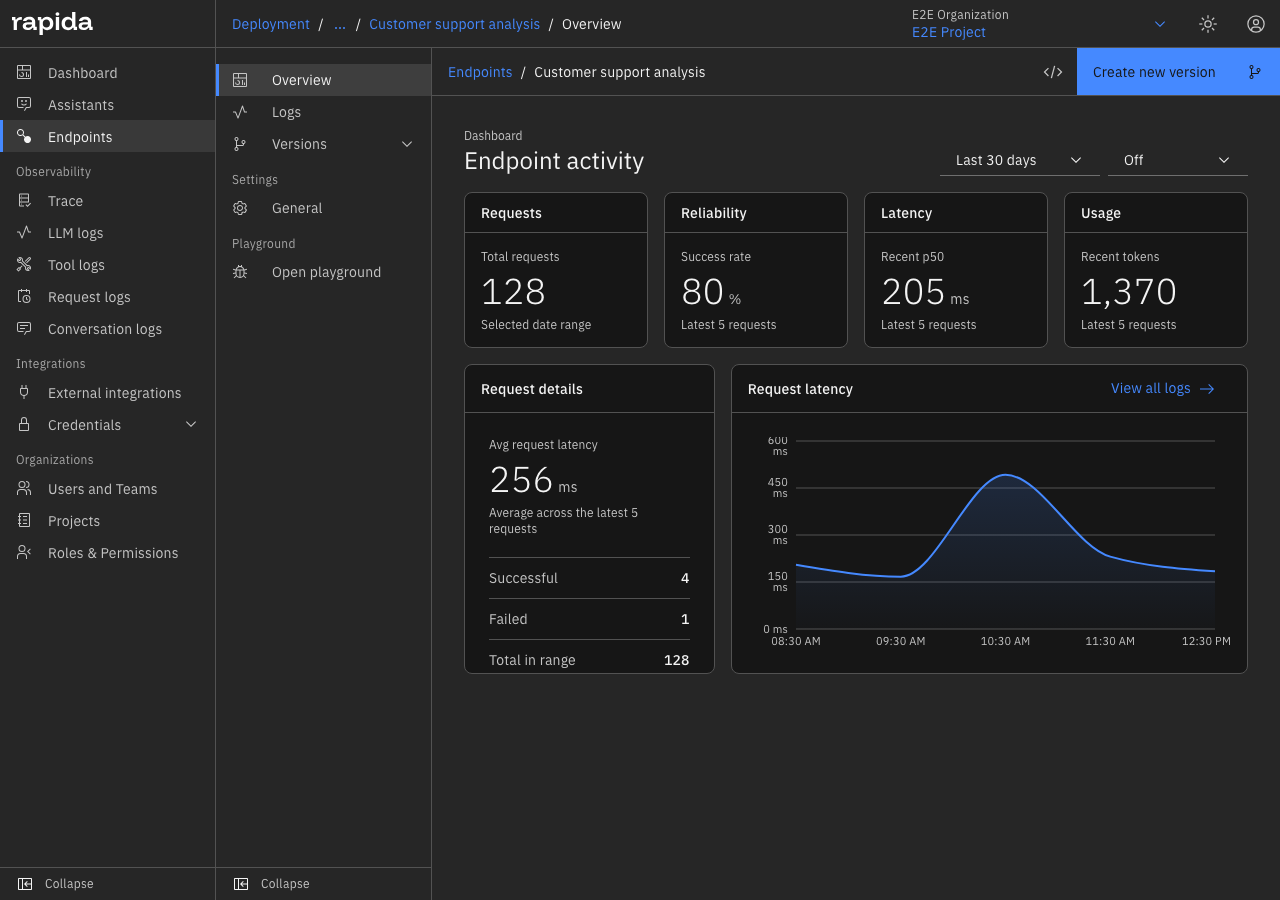 rapida
Deployment / ... / Customer support analysis / Overview
E2E Organization
E2E Project
Dashboard
Assistants
Endpoints
Observability
Trace
LLM logs
Tool logs
Request logs
Conversation logs
Integrations
External integrations
Credentials
Organizations
Users and Teams
Projects
Roles & Permissions
Collapse
Overview
Logs
Versions
Settings
General
Playground
Open playground
Collapse
Endpoints / Customer support analysis
Create new version
Dashboard
Endpoint activity
Last 30 days
Off
Requests
Total requests
128
Selected date range
Reliability
Success rate
80 %
Latest 5 requests
Latency
Recent p50
205 ms
Latest 5 requests
Usage
Recent tokens
1,370
Latest 5 requests
Request details
Avg request latency
256 ms
Average across the latest 5
requests
Successful 4
Failed 1
Total in range 128
Request latency
View all logs
600
ms
450
ms
300
ms
150
ms
0 ms
08:30 AM 09:30 AM 10:30 AM 11:30 AM 12:30 PM